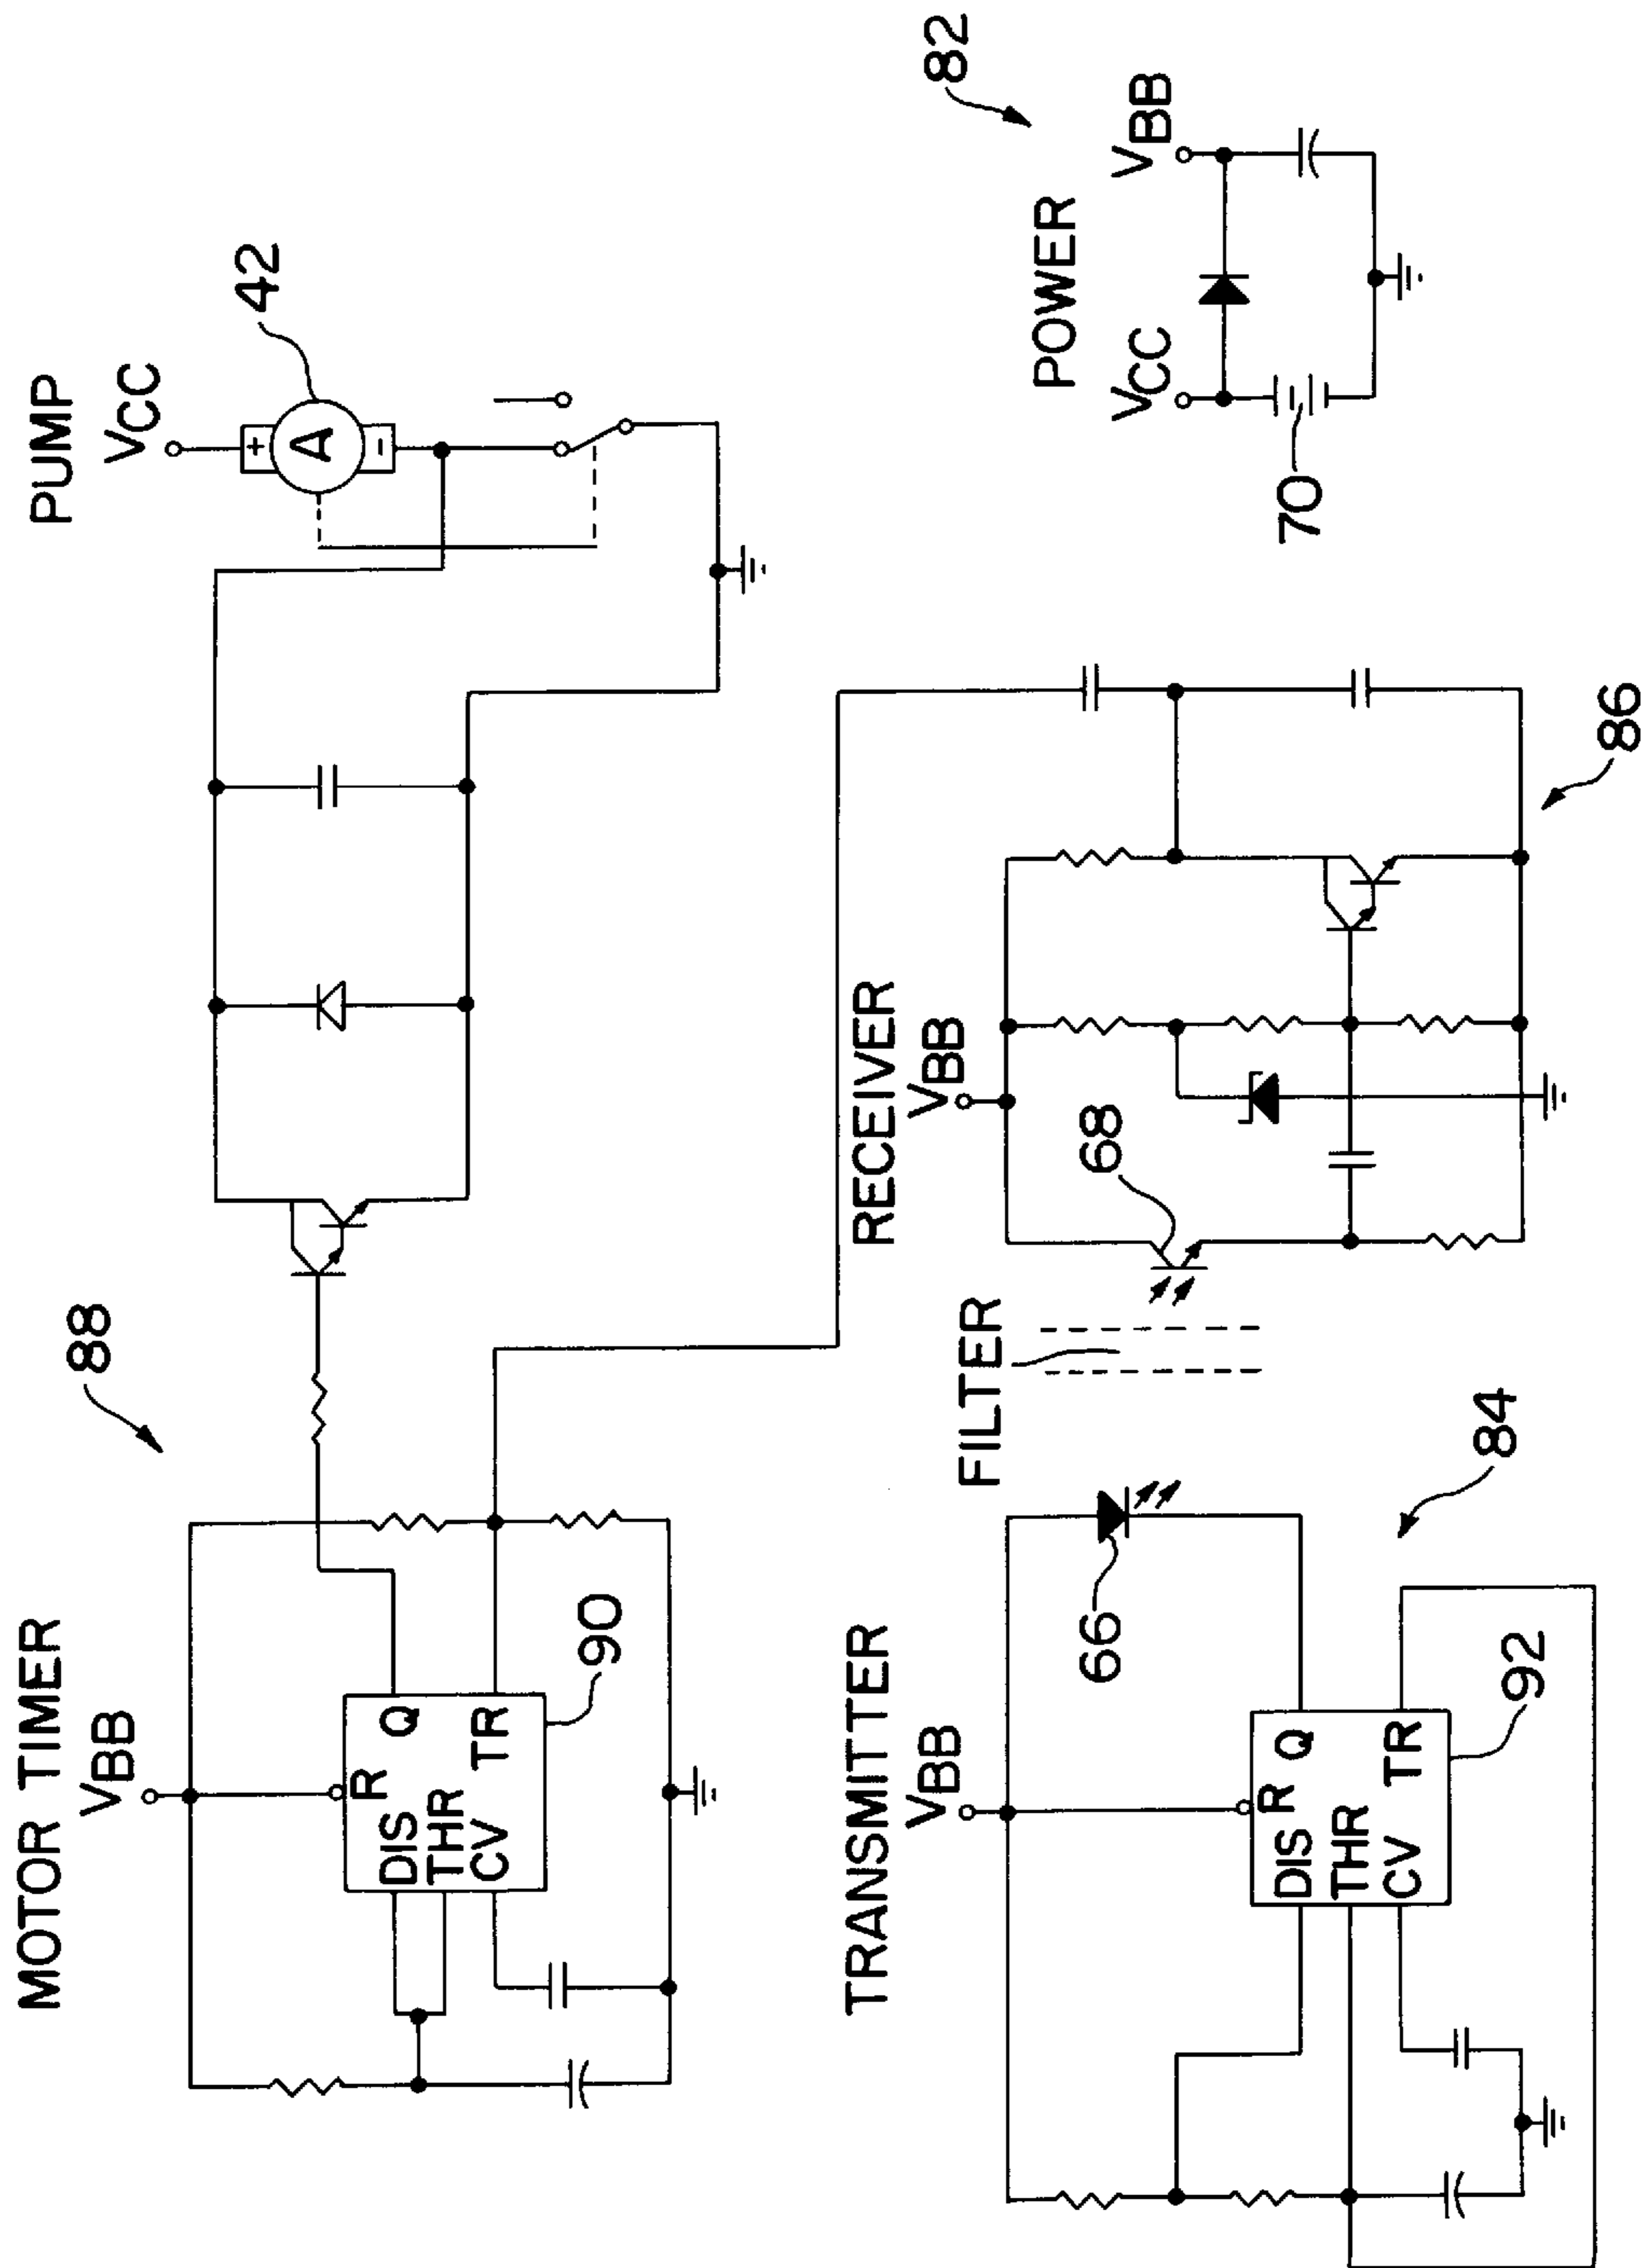 MOTOR TIMER
VBB
88
R
DIS
Q
THR
CV
TR
90
PUMP
VCC
42
+
A
-
TRANSMITTER
VBB
66
R
DIS
Q
THR
CV
TR
92
84
FILTER
RECEIVER
VBB
68
86
POWER
82
VCC
VBB
70